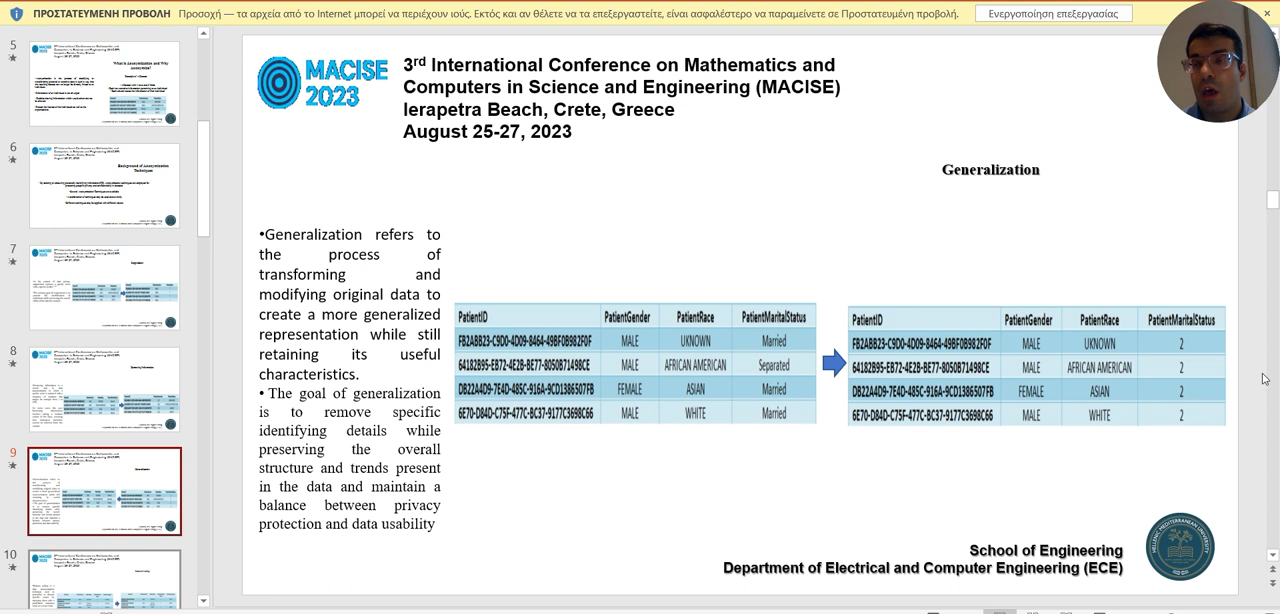 ΠΡΟΣΤΑΤΕΥΜΕΝΗ ΠΡΟΒΟΛΗ Προσοχή — τα αρχεία από το Internet μπορεί να περιέχουν ιούς. Εκτός και αν θέλετε να τα επεξεργαστείτε, είναι ασφαλέστερο να παραμείνετε σε Προστατευμένη προβολή. Ενεργοποίηση επεξεργασίας
5
6
7
8
9
10
MACISE
2023
3rd International Conference on Mathematics and
Computers in Science and Engineering (MACISE)
Ierapetra Beach, Crete, Greece
August 25-27, 2023
Generalization
•Generalization refers to
the process of
transforming and
modifying original data to
create a more generalized
representation while still
retaining its useful
characteristics.
• The goal of generalization
is to remove specific
identifying details while
preserving the overall
structure and trends present
in the data and maintain a
balance between privacy
protection and data usability
PatientID PatientGender PatientRace PatientMaritalStatus
FB2ABB23-C9D0-4D09-8464-49BF0B982F0F MALE UKNOWN Married
64182B95-EB72-4E2B-BE77-8050B71498CE MALE AFRICAN AMERICAN Separated
DB22A4D9-7E4D-485C-916A-9CD1386507FB FEMALE ASIAN Married
6E70-D84D-C75F-477C-BC37-9177C3698C66 MALE WHITE Married
PatientID PatientGender PatientRace PatientMaritalStatus
FB2ABB23-C9D0-4D09-8464-49BF0B982F0F MALE UKNOWN 2
64182B95-EB72-4E2B-BE77-8050B71498CE MALE AFRICAN AMERICAN 2
DB22A4D9-7E4D-485C-916A-9CD1386507FB FEMALE ASIAN 2
6E70-D84D-C75F-477C-BC37-9177C3698C66 MALE WHITE 2
School of Engineering
Department of Electrical and Computer Engineering (ECE)
HELLENIC MEDITERRANEAN UNIVERSITY